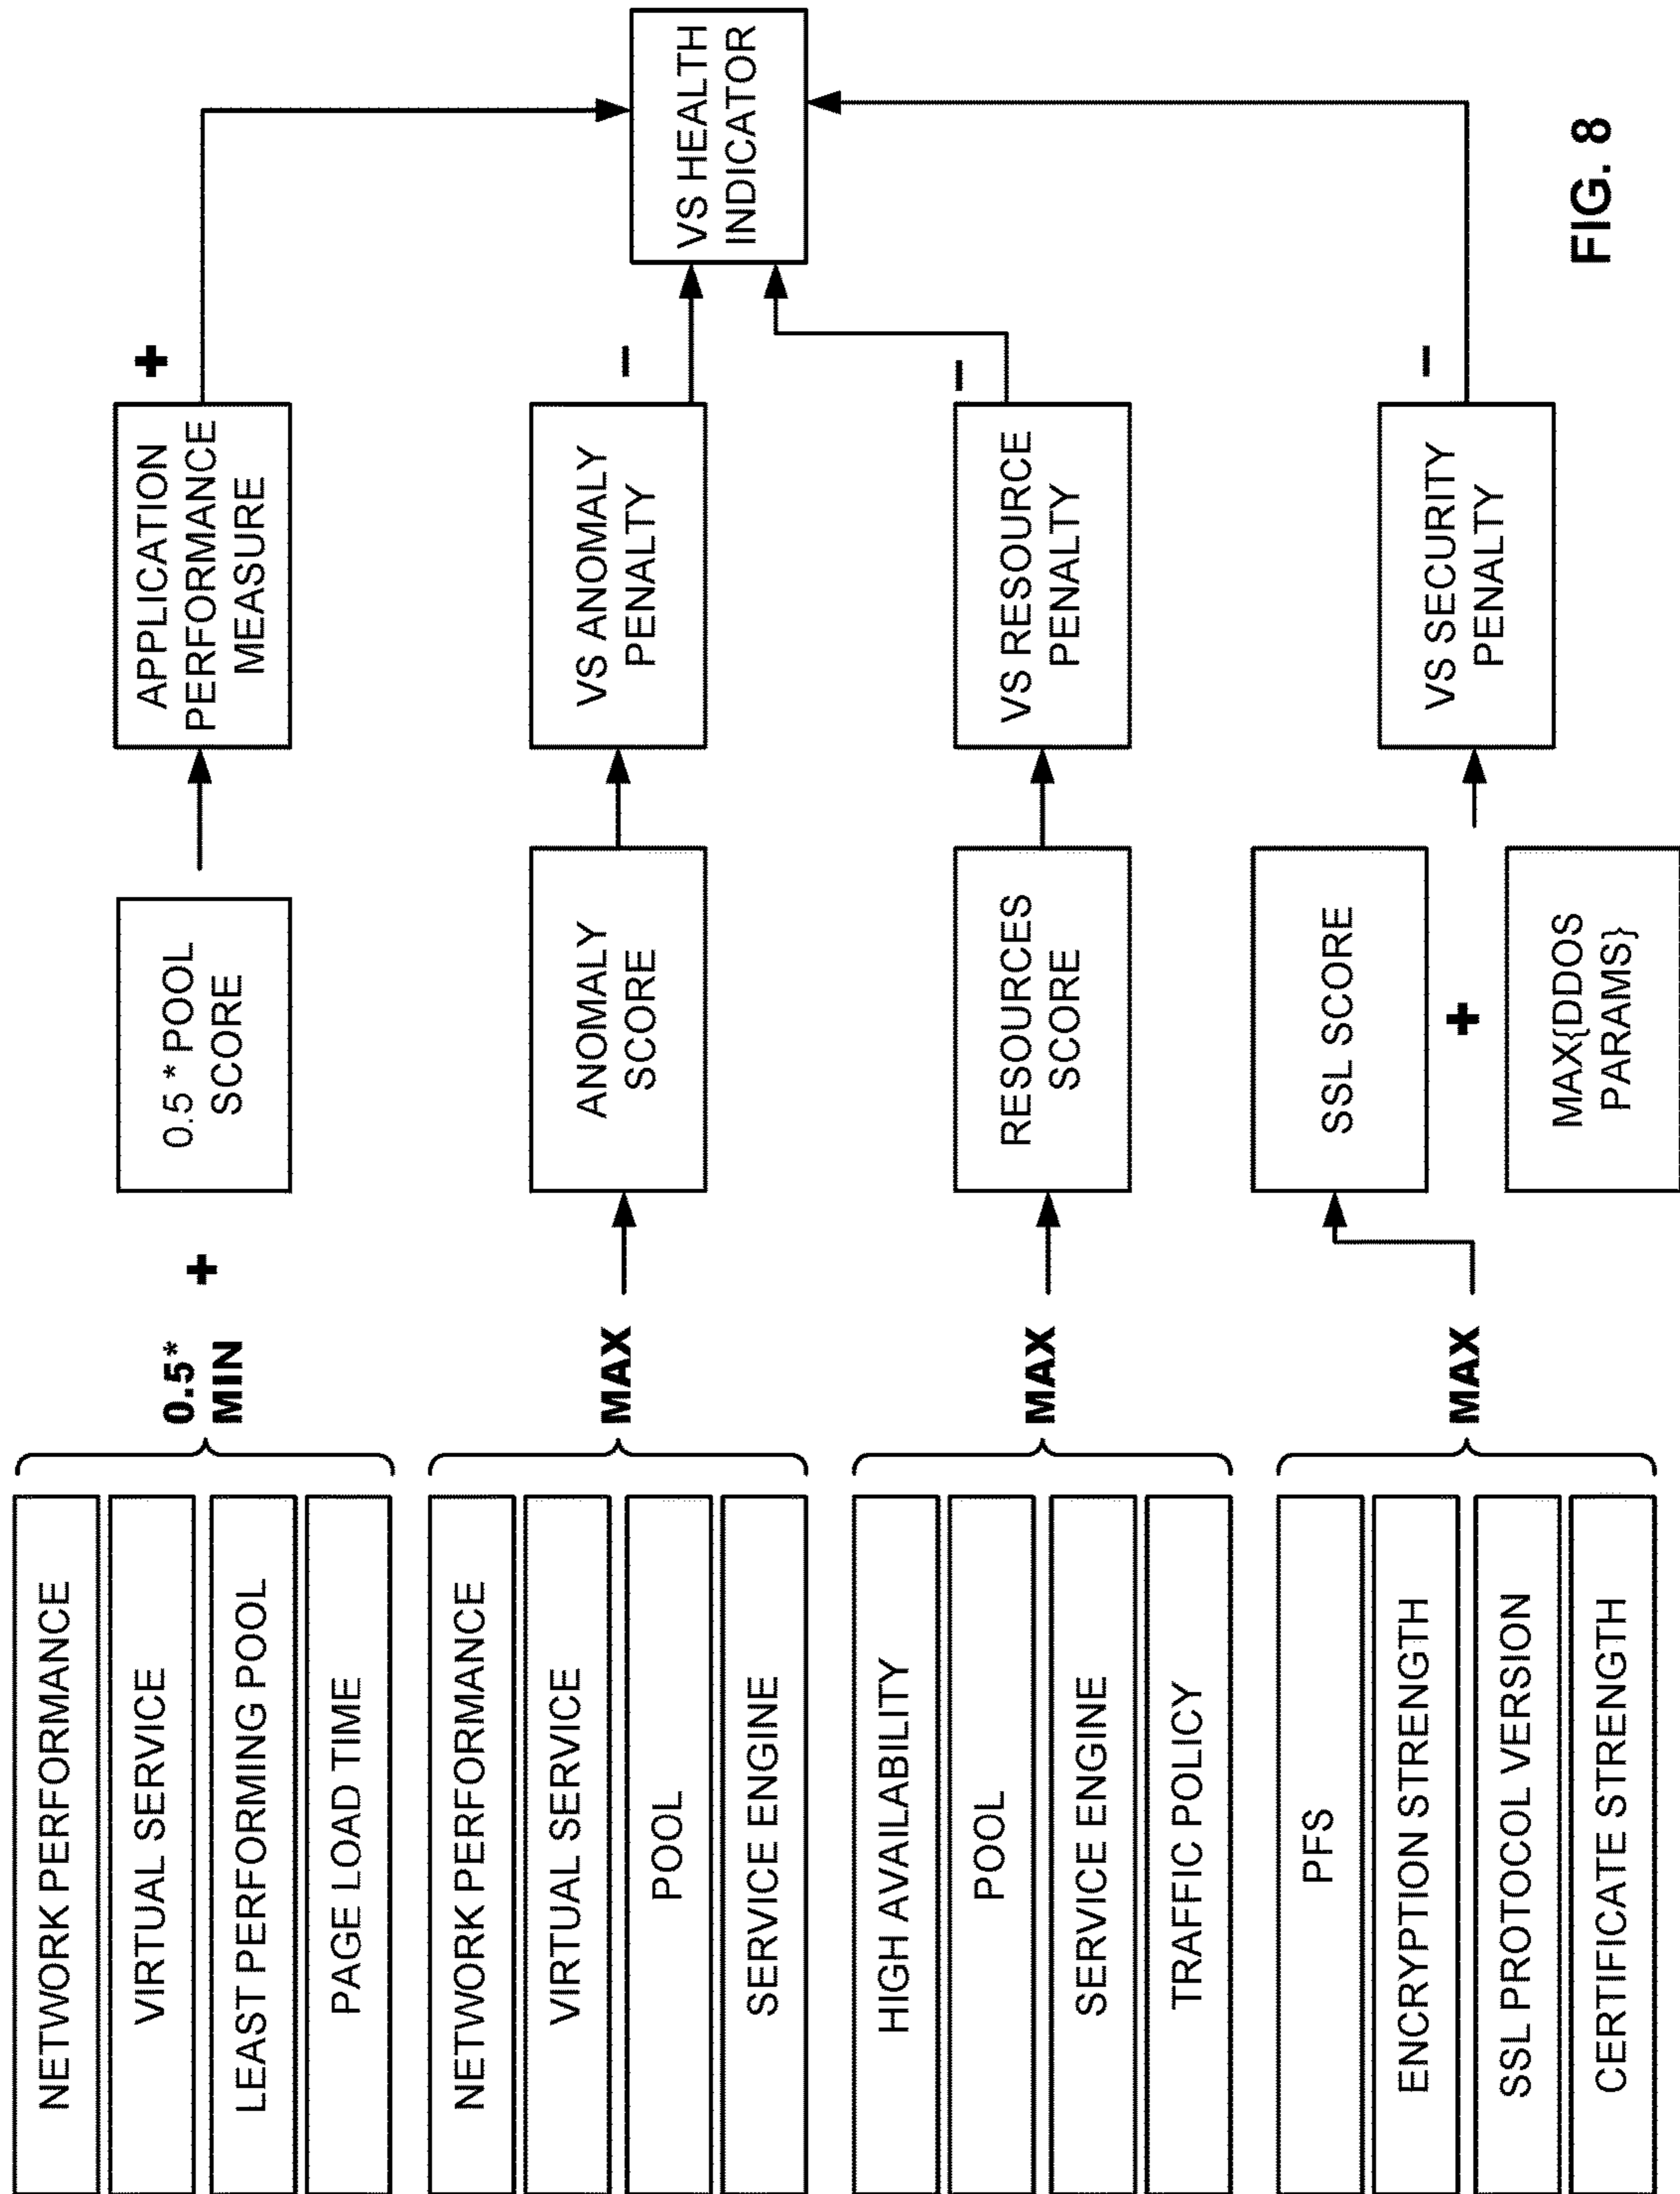 NETWORK PERFORMANCE
VIRTUAL SERVICE
LEAST PERFORMING POOL
PAGE LOAD TIME
0.5*
MIN
+
0.5 * POOL
SCORE
APPLICATION
PERFORMANCE
MEASURE
+
NETWORK PERFORMANCE
VIRTUAL SERVICE
POOL
SERVICE ENGINE
MAX
ANOMALY
SCORE
VS ANOMALY
PENALTY
–
VS HEALTH
INDICATOR
HIGH AVAILABILITY
POOL
SERVICE ENGINE
TRAFFIC POLICY
MAX
RESOURCES
SCORE
VS RESOURCE
PENALTY
–
PFS
ENCRYPTION STRENGTH
SSL PROTOCOL VERSION
CERTIFICATE STRENGTH
MAX
SSL SCORE
+
MAX{DDOS
PARAMS}
VS SECURITY
PENALTY
–
FIG. 8